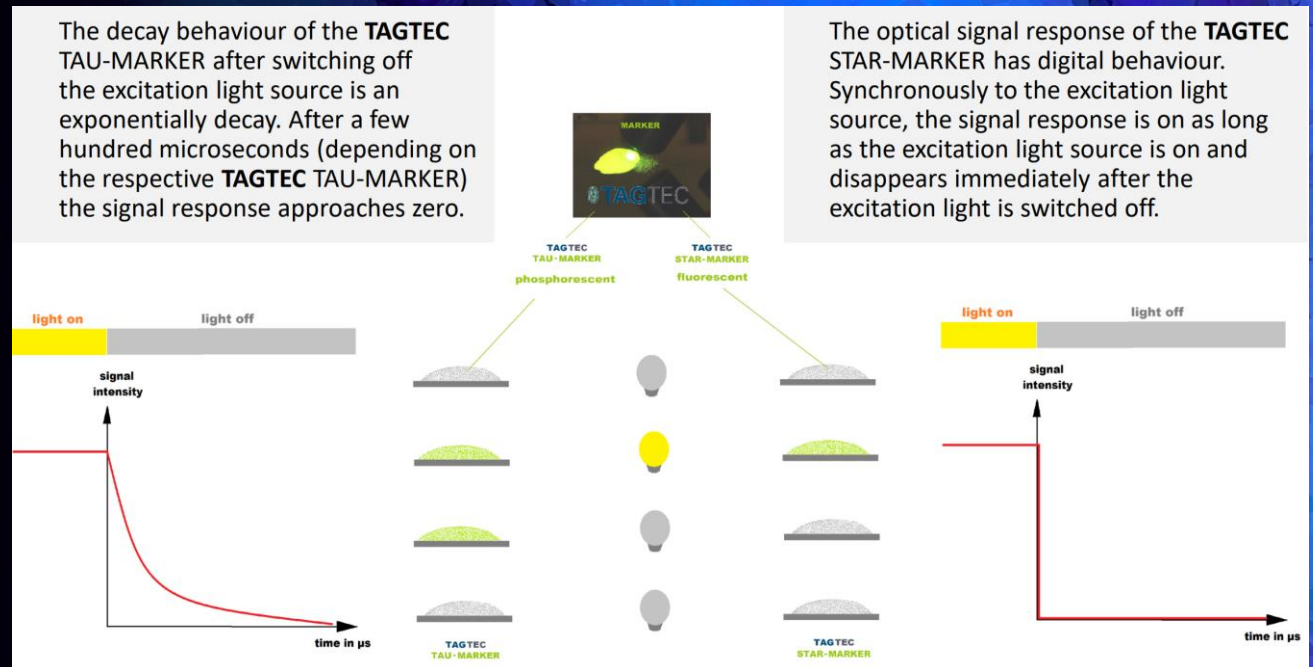 The decay behaviour of the TAGTEC
TAU-MARKER after switching off
the excitation light source is an
exponentially decay. After a few
hundred microseconds (depending on
the respective TAGTEC TAU-MARKER)
the signal response approaches zero.
The optical signal response of the TAGTEC
STAR-MARKER has digital behaviour.
Synchronously to the excitation light
source, the signal response is on as long
as the excitation light source is on and
disappears immediately after the
excitation light is switched off.
MARKER
TAGTEC
TAGTEC
TAU-MARKER
phosphorescent
TAGTEC
STAR-MARKER
fluorescent
light on
light off
signal
intensity
time in µs
TAGTEC
TAU-MARKER
TAGTEC
STAR-MARKER
light on
light off
signal
intensity
time in µs